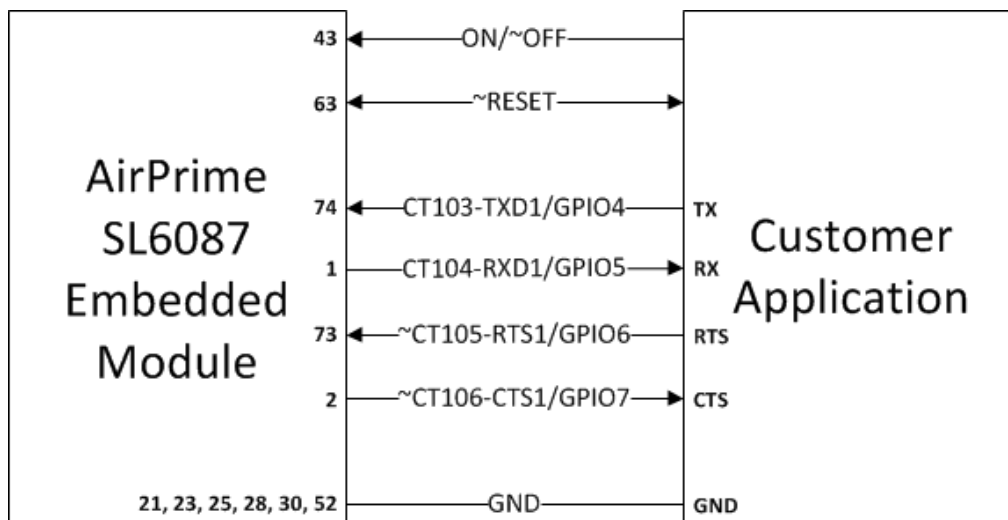 43 ON/~OFF
63 ~RESET
AirPrime
SL6087
Embedded
Module
74 CT103-TXD1/GPIO4 TX
1 CT104-RXD1/GPIO5 RX
73 ~CT105-RTS1/GPIO6 RTS
2 ~CT106-CTS1/GPIO7 CTS
Customer
Application
21, 23, 25, 28, 30, 52 GND GND